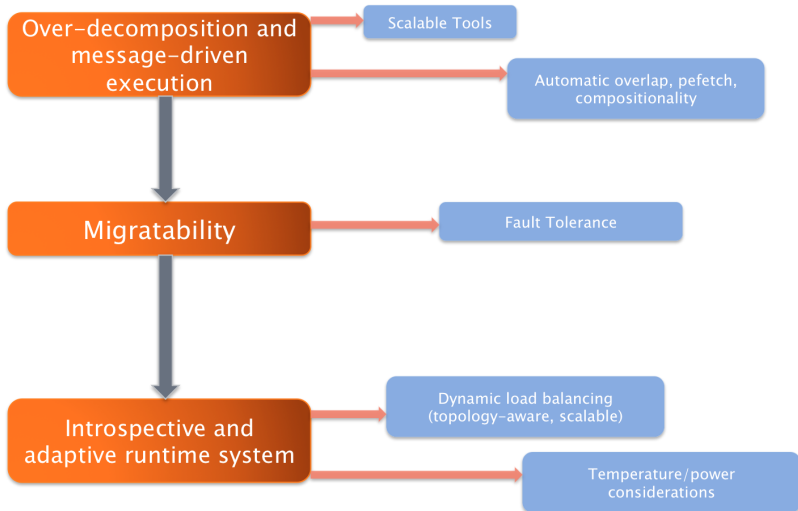 Over-decomposition and
message-driven
execution
Scalable Tools
Automatic overlap, pefetch,
compositionality
Migratability
Fault Tolerance
Introspective and
adaptive runtime system
Dynamic load balancing
(topology-aware, scalable)
Temperature/power
considerations